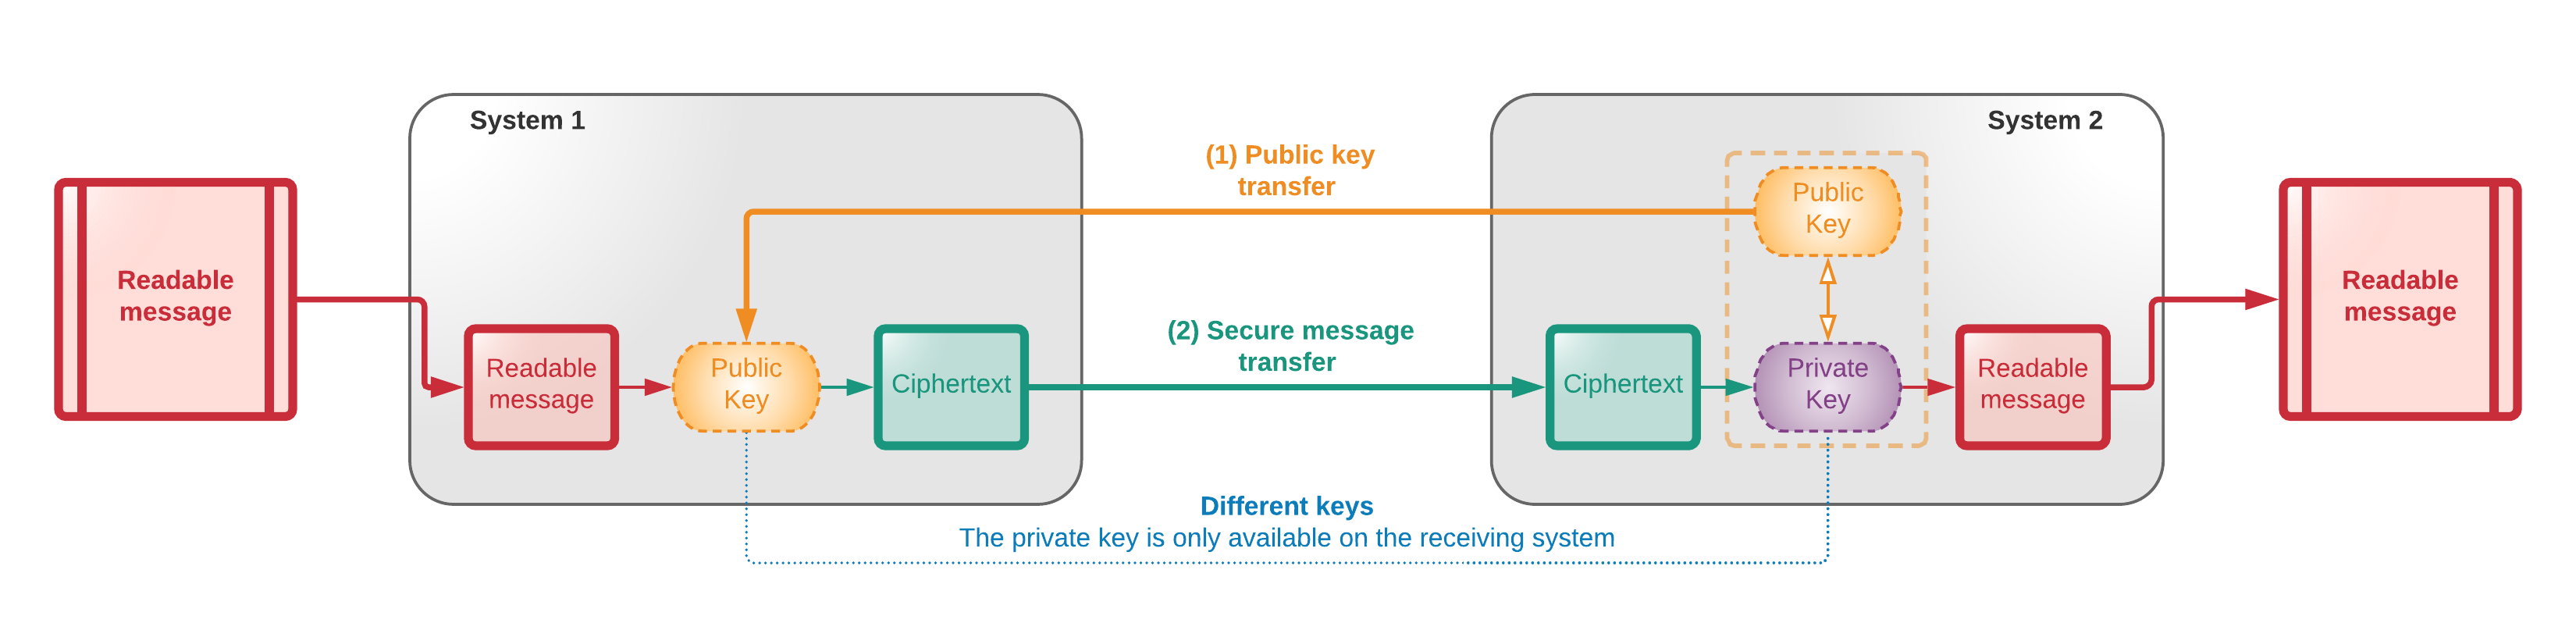 System 1
System 2
(1) Public key
transfer
Public
Key
Readable
message
Readable
message
(2) Secure message
transfer
Readable
message
Public
Key
Ciphertext
Ciphertext
Private
Key
Readable
message
Different keys
The private key is only available on the receiving system